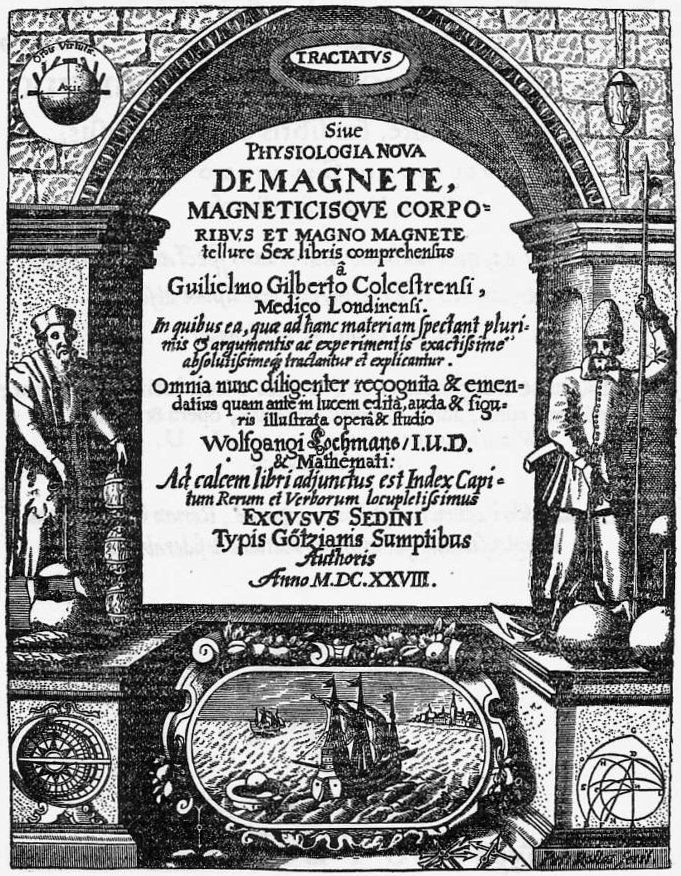 Orbis Virtutis
Axis
TRACTATVS
Siue
PHYSIOLOGIA NOVA
DE MAGNETE,
MAGNETICISQVE CORPO-
RIBVS ET MAGNO MAGNETE
tellure Sex libris comprehensus
â
Guilielmo Gilberto Colcestrensi,
Medico Londinensi.
In quibus ea, quæ ad hanc materiam spectant pluri-
mis & argumentis ac experimentis exactissime
absolutissimeq; tractantur et explicantur.
Omnia nunc diligenter recognita & emen-
datius quam ante in lucem edita, aucta & figu-
ris illustrata operâ & studio
Wolfgangi Lochmans / I.U.D.
& Mathemati:
Ad calcem libri adjunctus est Index Capi-
tum Rerum et Verborum locupletissimus
EXCVSVS SEDINI
Typis Götzianis Sumptibus
Authoris
Anno M.DC.XXVIII.